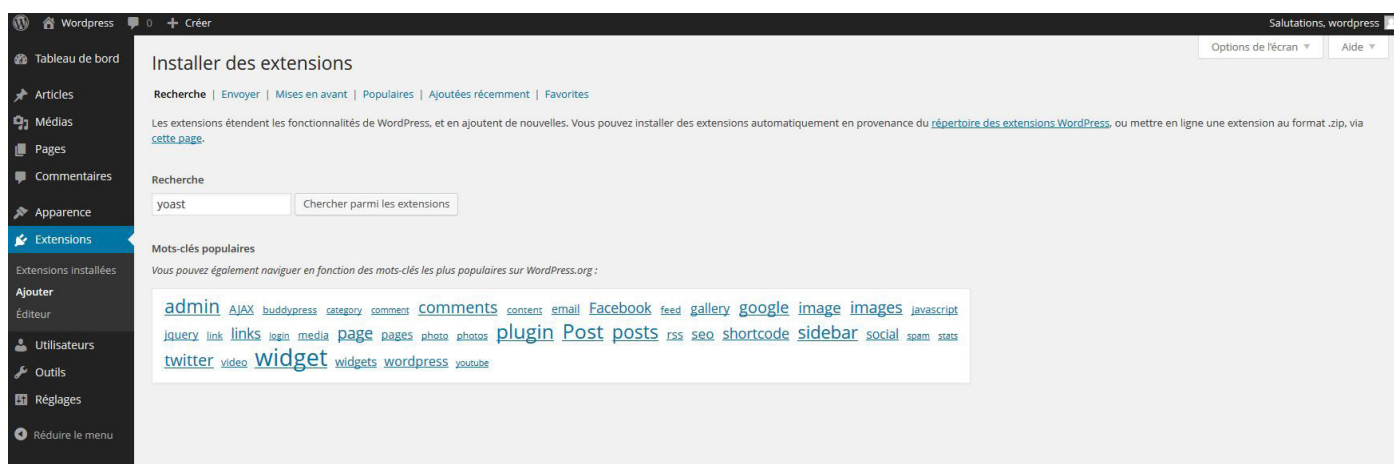 Wordpress 0 + Créer Salutations, wordpress
Options de l'écran ▼ Aide ▼
Tableau de bord
Articles
Médias
Pages
Commentaires
Apparence
Extensions
Extensions installées
Ajouter
Éditeur
Utilisateurs
Outils
Réglages
Réduire le menu
Installer des extensions
Recherche | Envoyer | Mises en avant | Populaires | Ajoutées récemment | Favorites
Les extensions étendent les fonctionnalités de WordPress, et en ajoutent de nouvelles. Vous pouvez installer des extensions automatiquement en provenance du répertoire des extensions WordPress, ou mettre en ligne une extension au format .zip, via
cette page.
Recherche
yoast Chercher parmi les extensions
Mots-clés populaires
Vous pouvez également naviguer en fonction des mots-clés les plus populaires sur WordPress.org :
admin AJAX buddypress category comment comments content email Facebook feed gallery google image images javascript
jquery link links login media page pages photo photos plugin Post posts rss seo shortcode sidebar social spam stats
twitter video widget widgets wordpress youtube